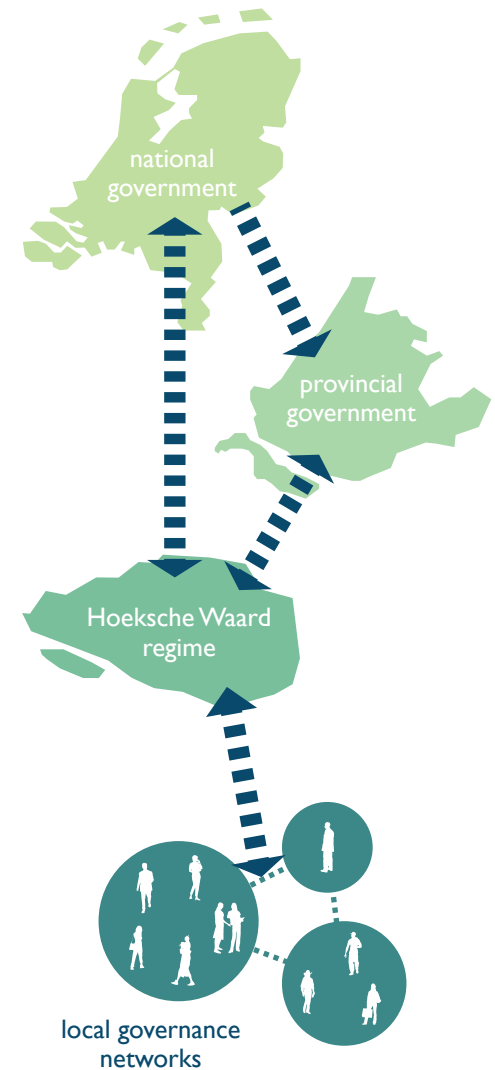 national
government
provincial
government
Hoeksche Waard
regime
local governance
networks